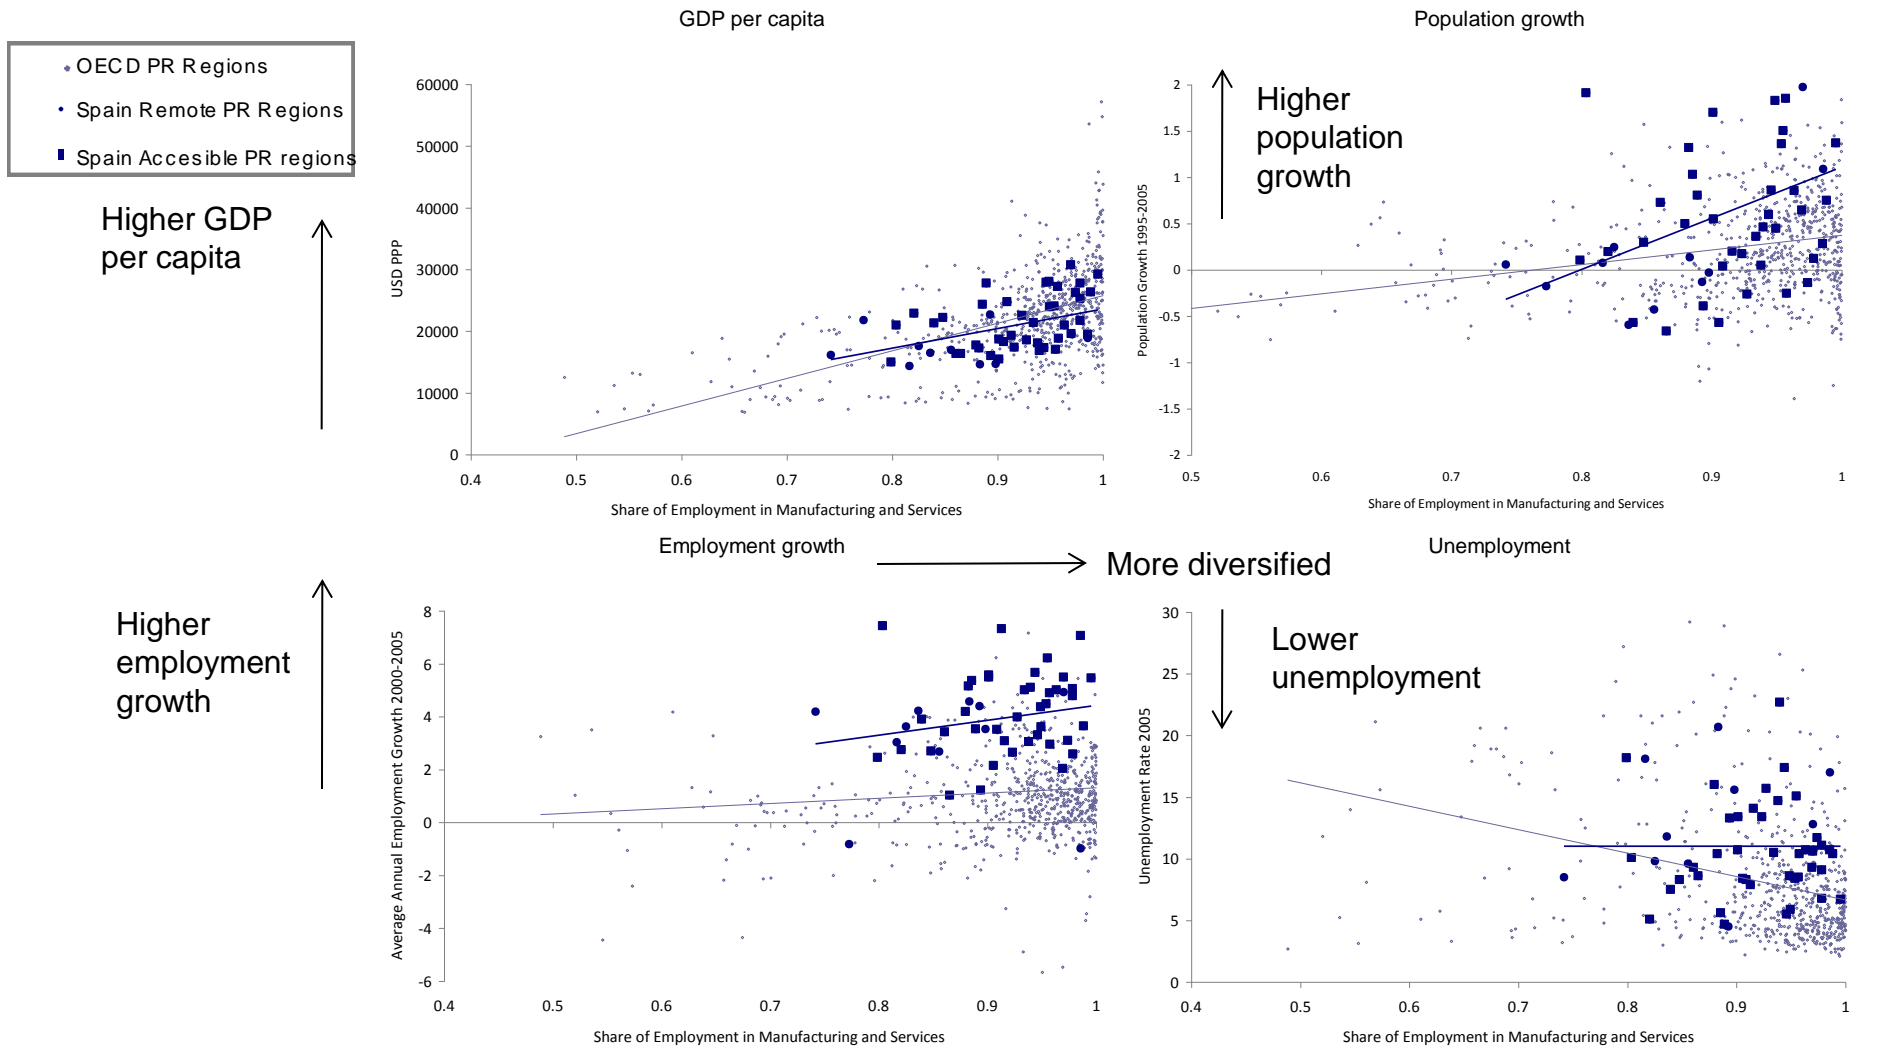 GDP per capita
Population growth
OECD PR Regions
Spain Remote PR Regions
Spain Accesible PR regions
Higher GDP
per capita
60000
50000
40000
30000
20000
10000
0
USD PPP
0.4 0.5 0.6 0.7 0.8 0.9 1
Share of Employment in Manufacturing and Services
Higher
population
growth
2
1.5
1
0.5
0
-0.5
-1
-1.5
-2
Population Growth 1995-2005
0.5 0.6 0.7 0.8 0.9 1
Share of Employment in Manufacturing and Services
Employment growth
More diversified
Unemployment
Higher
employment
growth
8
6
4
2
0
-2
-4
-6
Average Annual Employment Growth 2000-2005
0.4 0.5 0.6 0.7 0.8 0.9 1
Share of Employment in Manufacturing and Services
Lower
unemployment
30
25
20
15
10
5
0
Unemployment Rate 2005
0.4 0.5 0.6 0.7 0.8 0.9 1
Share of Employment in Manufacturing and Services